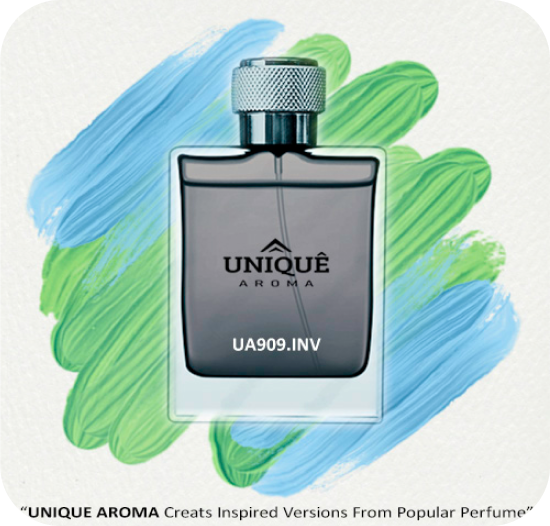 UNIQUÊ
AROMA
UA909.INV
“UNIQUE AROMA Creats Inspired Versions From Popular Perfume”